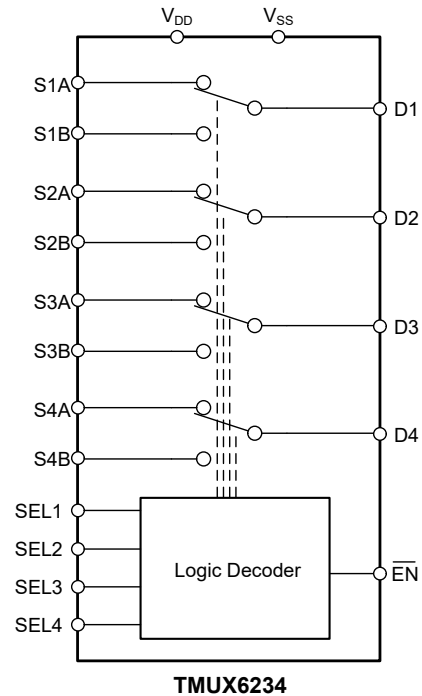 VDD VSS
S1A
D1
S1B
S2A
D2
S2B
S3A
D3
S3B
S4A
D4
S4B
SEL1
SEL2
Logic Decoder
EN
SEL3
SEL4
TMUX6234